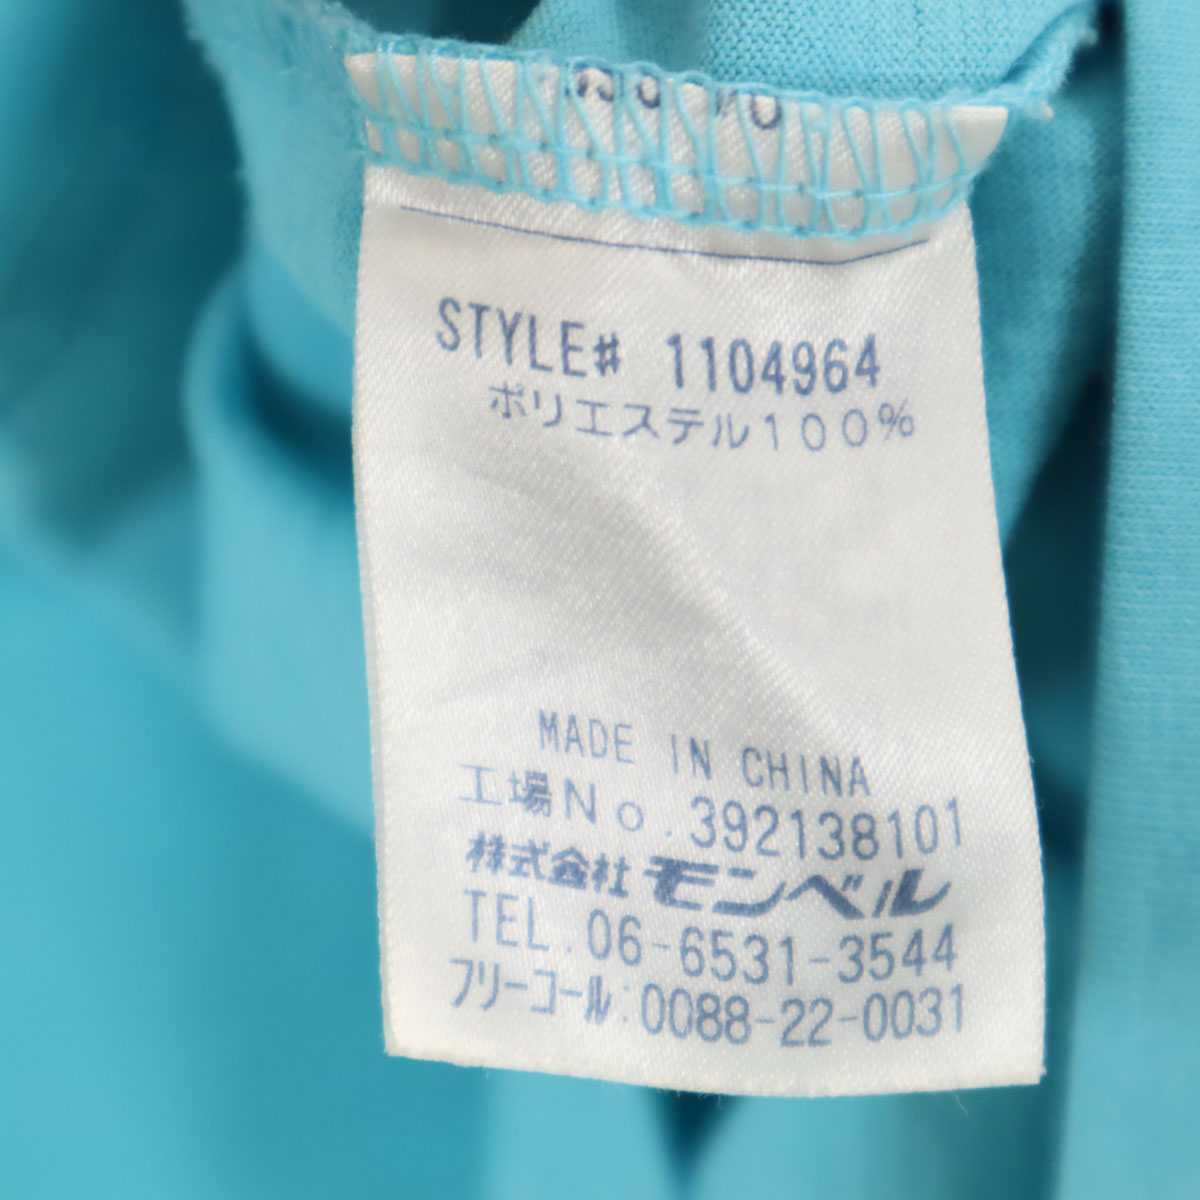 STYLE# 1104964
ポリエステル100%
MADE IN CHINA
工場No.392138101
株式会社モンベル
TEL.06-6531-3544
フリーコール:0088-22-0031